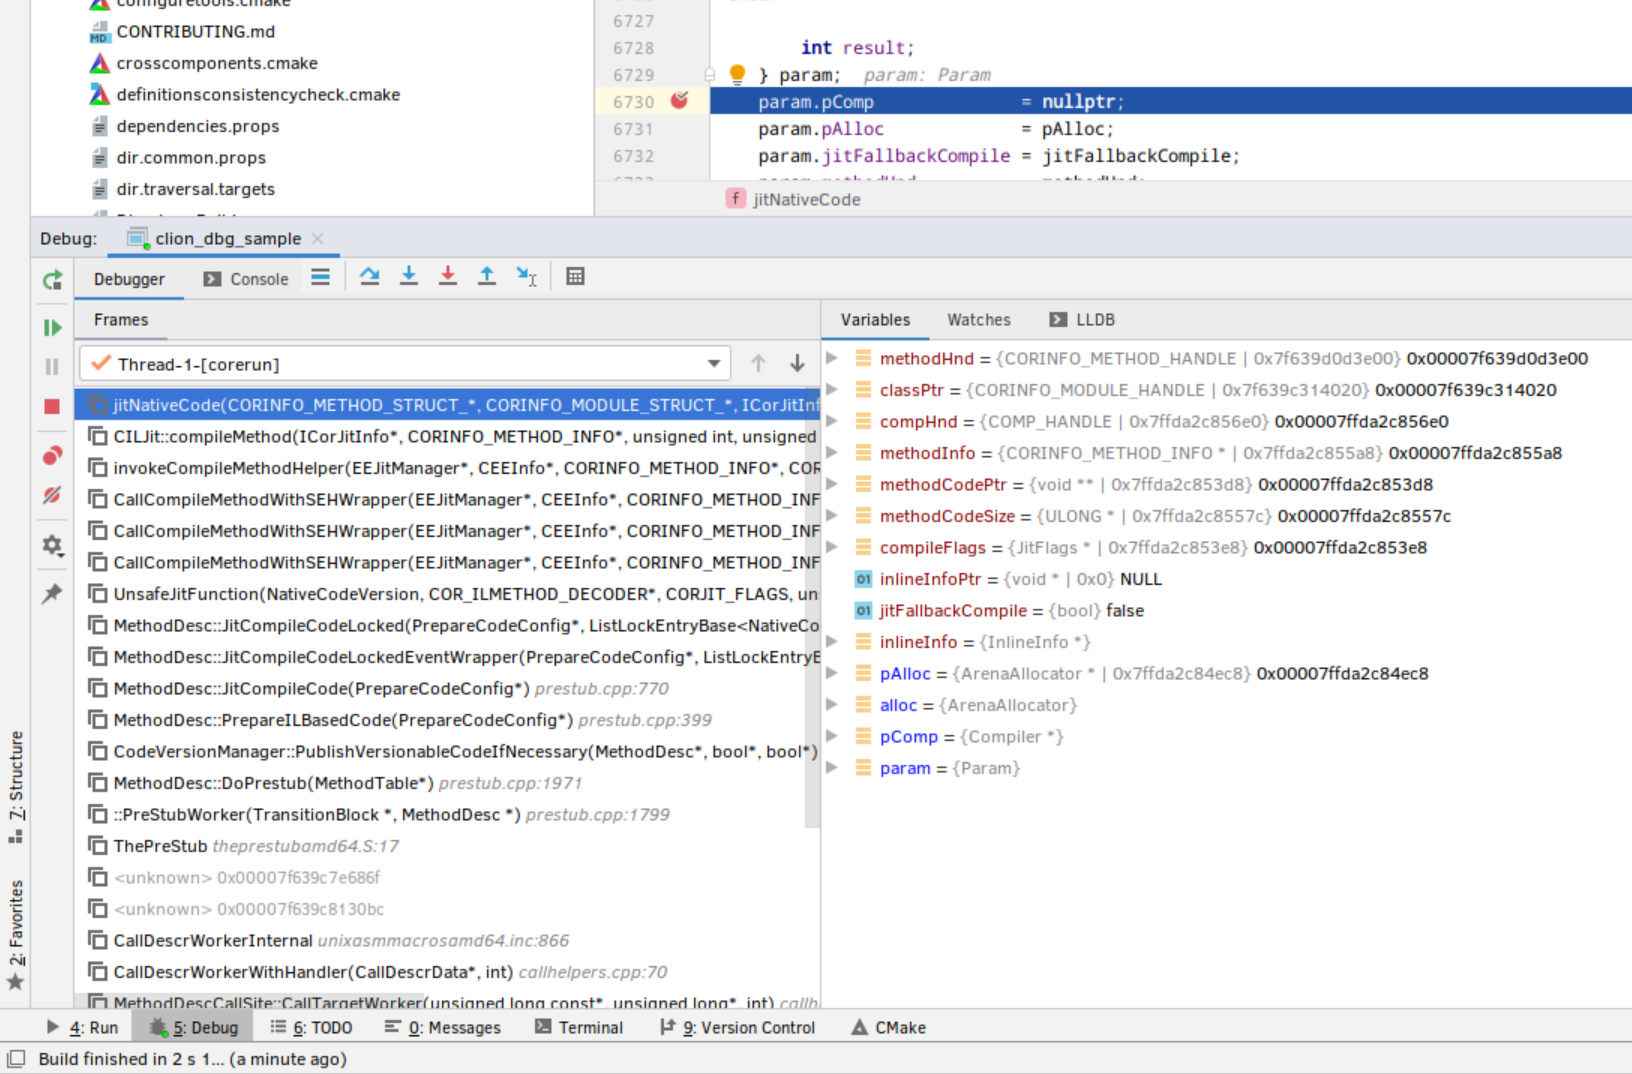 configuretools.cmake
CONTRIBUTING.md
crosscomponents.cmake
definitionsconsistencycheck.cmake
dependencies.props
dir.common.props
dir.traversal.targets
6727
6728 int result;
6729 } param; param: Param
6730 param.pComp = nullptr;
6731 param.pAlloc = pAlloc;
6732 param.jitFallbackCompile = jitFallbackCompile;
f jitNativeCode
Debug: clion_dbg_sample
Debugger Console
Frames
Thread-1-[corerun]
jitNativeCode(CORINFO_METHOD_STRUCT_*, CORINFO_MODULE_STRUCT_*, ICorJitInf
CILJit::compileMethod(ICorJitInfo*, CORINFO_METHOD_INFO*, unsigned int, unsigned
invokeCompileMethodHelper(EEJitManager*, CEEInfo*, CORINFO_METHOD_INFO*, COR
CallCompileMethodWithSEHWrapper(EEJitManager*, CEEInfo*, CORINFO_METHOD_INF
CallCompileMethodWithSEHWrapper(EEJitManager*, CEEInfo*, CORINFO_METHOD_INF
CallCompileMethodWithSEHWrapper(EEJitManager*, CEEInfo*, CORINFO_METHOD_INF
UnsafeJitFunction(NativeCodeVersion, COR_ILMETHOD_DECODER*, CORJIT_FLAGS, un
MethodDesc::JitCompileCodeLocked(PrepareCodeConfig*, ListLockEntryBase<NativeCo
MethodDesc::JitCompileCodeLockedEventWrapper(PrepareCodeConfig*, ListLockEntryB
MethodDesc::JitCompileCode(PrepareCodeConfig*) prestub.cpp:770
MethodDesc::PrepareILBasedCode(PrepareCodeConfig*) prestub.cpp:399
CodeVersionManager::PublishVersionableCodeIfNecessary(MethodDesc*, bool*, bool*)
MethodDesc::DoPrestub(MethodTable*) prestub.cpp:1971
::PreStubWorker(TransitionBlock *, MethodDesc *) prestub.cpp:1799
ThePreStub theprestubamd64.S:17
<unknown> 0x00007f639c7e686f
<unknown> 0x00007f639c8130bc
CallDescrWorkerInternal unixasmmacrosamd64.inc:866
CallDescrWorkerWithHandler(CallDescrData*, int) callhelpers.cpp:70
MethodDescCallSite::CallTargetWorker(unsigned long const*, unsigned long*, int) callh
Variables Watches LLDB
methodHnd = {CORINFO_METHOD_HANDLE | 0x7f639d0d3e00} 0x00007f639d0d3e00
classPtr = {CORINFO_MODULE_HANDLE | 0x7f639c314020} 0x00007f639c314020
compHnd = {COMP_HANDLE | 0x7ffda2c856e0} 0x00007ffda2c856e0
methodInfo = {CORINFO_METHOD_INFO * | 0x7ffda2c855a8} 0x00007ffda2c855a8
methodCodePtr = {void ** | 0x7ffda2c853d8} 0x00007ffda2c853d8
methodCodeSize = {ULONG * | 0x7ffda2c8557c} 0x00007ffda2c8557c
compileFlags = {JitFlags * | 0x7ffda2c853e8} 0x00007ffda2c853e8
01 inlineInfoPtr = {void * | 0x0} NULL
01 jitFallbackCompile = {bool} false
inlineInfo = {InlineInfo *}
pAlloc = {ArenaAllocator * | 0x7ffda2c84ec8} 0x00007ffda2c84ec8
alloc = {ArenaAllocator}
pComp = {Compiler *}
param = {Param}
7: Structure
2: Favorites
4: Run 5: Debug 6: TODO 0: Messages Terminal 9: Version Control CMake
Build finished in 2 s 1... (a minute ago)